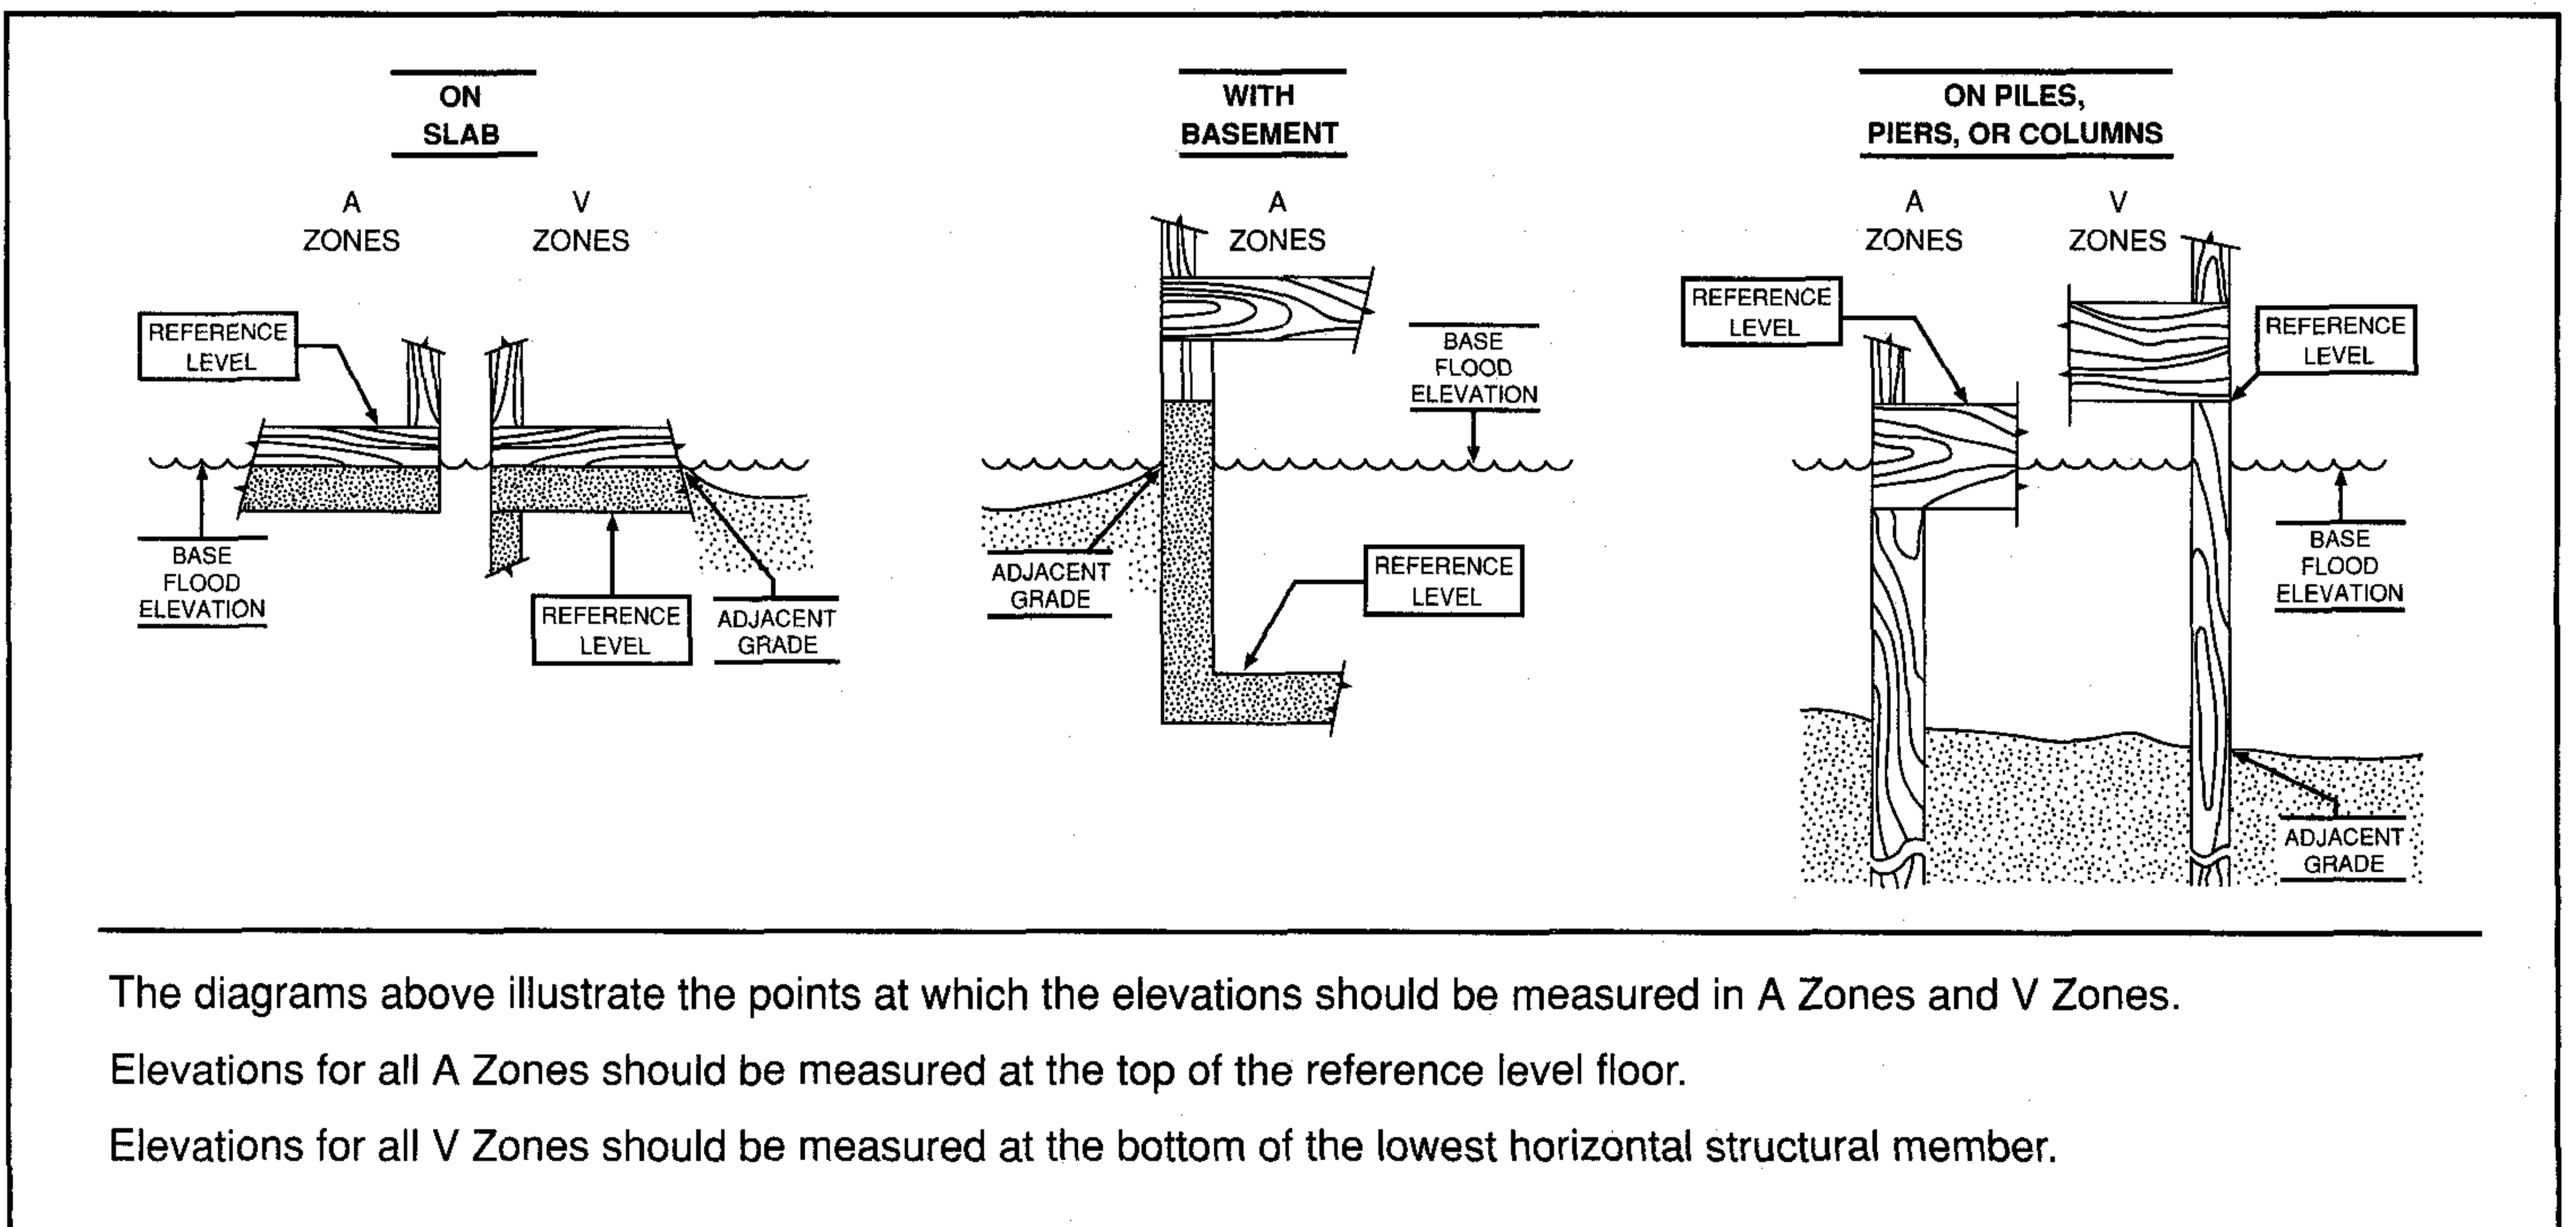 ON
SLAB
A
ZONES
V
ZONES
REFERENCE
LEVEL
BASE
FLOOD
ELEVATION
REFERENCE
LEVEL
ADJACENT
GRADE
WITH
BASEMENT
A
ZONES
BASE
FLOOD
ELEVATION
ADJACENT
GRADE
REFERENCE
LEVEL
ON PILES,
PIERS, OR COLUMNS
A
ZONES
V
ZONES
REFERENCE
LEVEL
REFERENCE
LEVEL
BASE
FLOOD
ELEVATION
ADJACENT
GRADE
The diagrams above illustrate the points at which the elevations should be measured in A Zones and V Zones.
Elevations for all A Zones should be measured at the top of the reference level floor.
Elevations for all V Zones should be measured at the bottom of the lowest horizontal structural member.